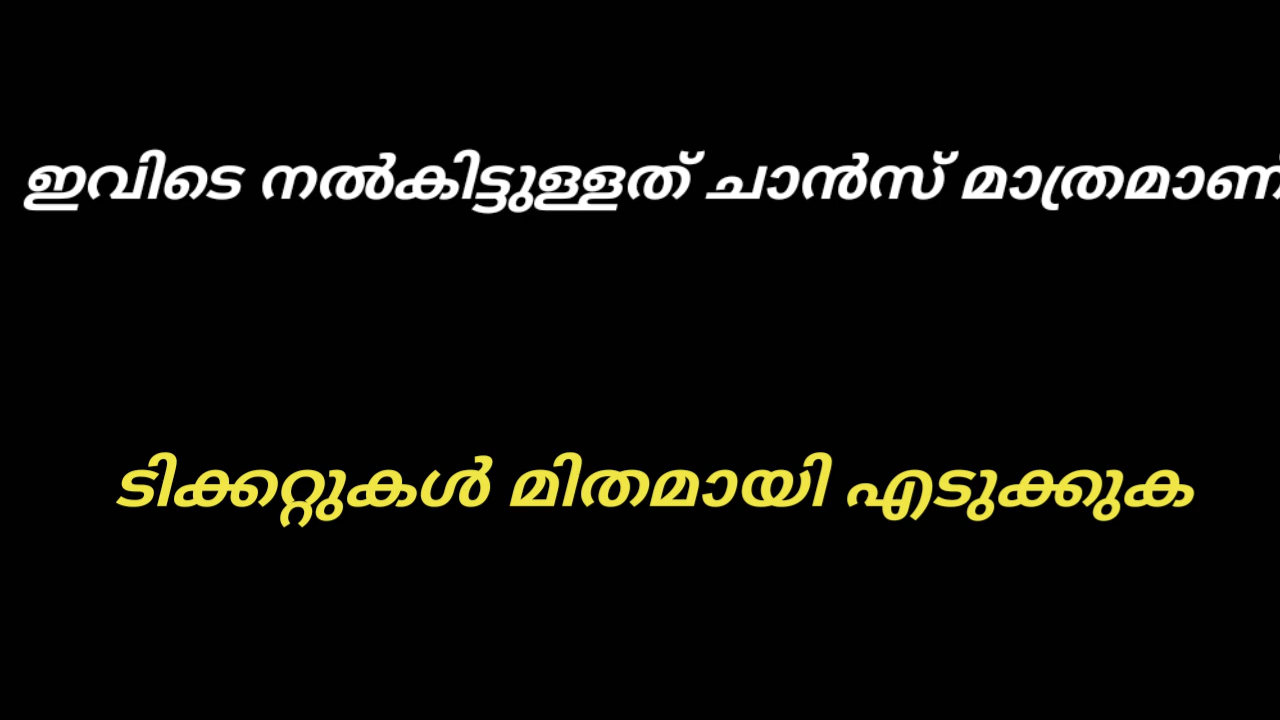 ഇവിടെ നൽകിട്ടുള്ളത് ചാൻസ് മാത്രമാണ
ടിക്കറ്റുകൾ മിതമായി എടുക്കുക